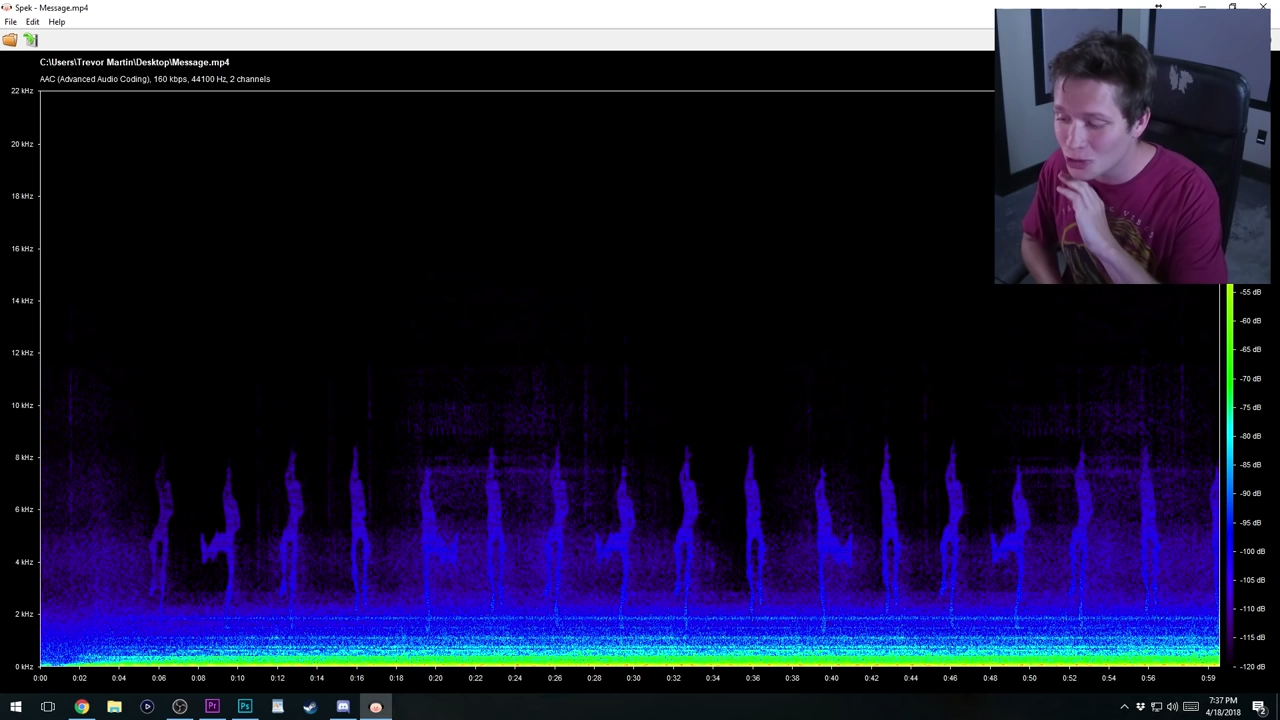 Spek - Message.mp4
File Edit Help
C:\Users\Trevor Martin\Desktop\Message.mp4
AAC (Advanced Audio Coding), 160 kbps, 44100 Hz, 2 channels
22 kHz
20 kHz
18 kHz
16 kHz
14 kHz
12 kHz
10 kHz
8 kHz
6 kHz
4 kHz
2 kHz
0 kHz
-55 dB
-60 dB
-65 dB
-70 dB
-75 dB
-80 dB
-85 dB
-90 dB
-95 dB
-100 dB
-105 dB
-110 dB
-115 dB
-120 dB
0:00 0:02 0:04 0:06 0:08 0:10 0:12 0:14 0:16 0:18 0:20 0:22 0:24 0:26 0:28 0:30 0:32 0:34 0:36 0:38 0:40 0:42 0:44 0:46 0:48 0:50 0:52 0:54 0:56 0:59
Pr Ps
7:37 PM
4/18/2018
2